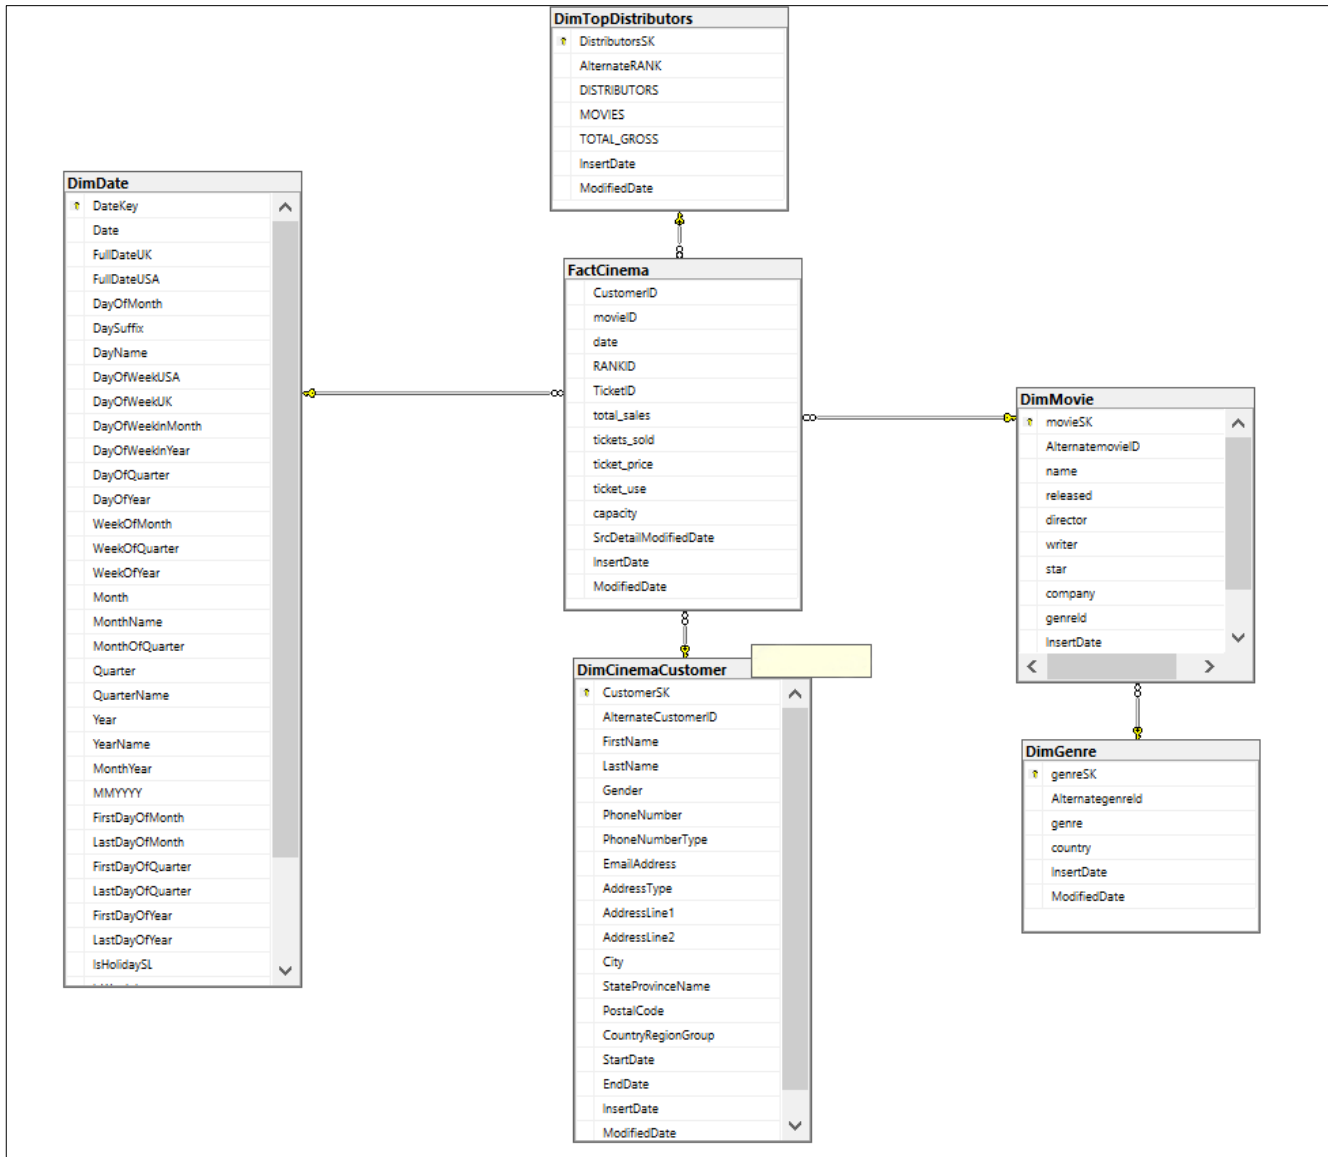 DimTopDistributors
DistributorsSK
AlternateRANK
DISTRIBUTORS
MOVIES
TOTAL_GROSS
InsertDate
ModifiedDate
DimDate
DateKey
Date
FullDateUK
FullDateUSA
DayOfMonth
DaySuffix
DayName
DayOfWeekUSA
DayOfWeekUK
DayOfWeekInMonth
DayOfWeekInYear
DayOfQuarter
DayOfYear
WeekOfMonth
WeekOfQuarter
WeekOfYear
Month
MonthName
MonthOfQuarter
Quarter
QuarterName
Year
YearName
MonthYear
MMYYYY
FirstDayOfMonth
LastDayOfMonth
FirstDayOfQuarter
LastDayOfQuarter
FirstDayOfYear
LastDayOfYear
IsHolidaySL
FactCinema
CustomerID
movieID
date
RANKID
TicketID
total_sales
tickets_sold
ticket_price
ticket_use
capacity
SrcDetailModifiedDate
InsertDate
ModifiedDate
DimMovie
movieSK
AlternatemovieID
name
released
director
writer
star
company
genreId
InsertDate
DimCinemaCustomer
CustomerSK
AlternateCustomerID
FirstName
LastName
Gender
PhoneNumber
PhoneNumberType
EmailAddress
AddressType
AddressLine1
AddressLine2
City
StateProvinceName
PostalCode
CountryRegionGroup
StartDate
EndDate
InsertDate
ModifiedDate
DimGenre
genreSK
AlternategenreId
genre
country
InsertDate
ModifiedDate